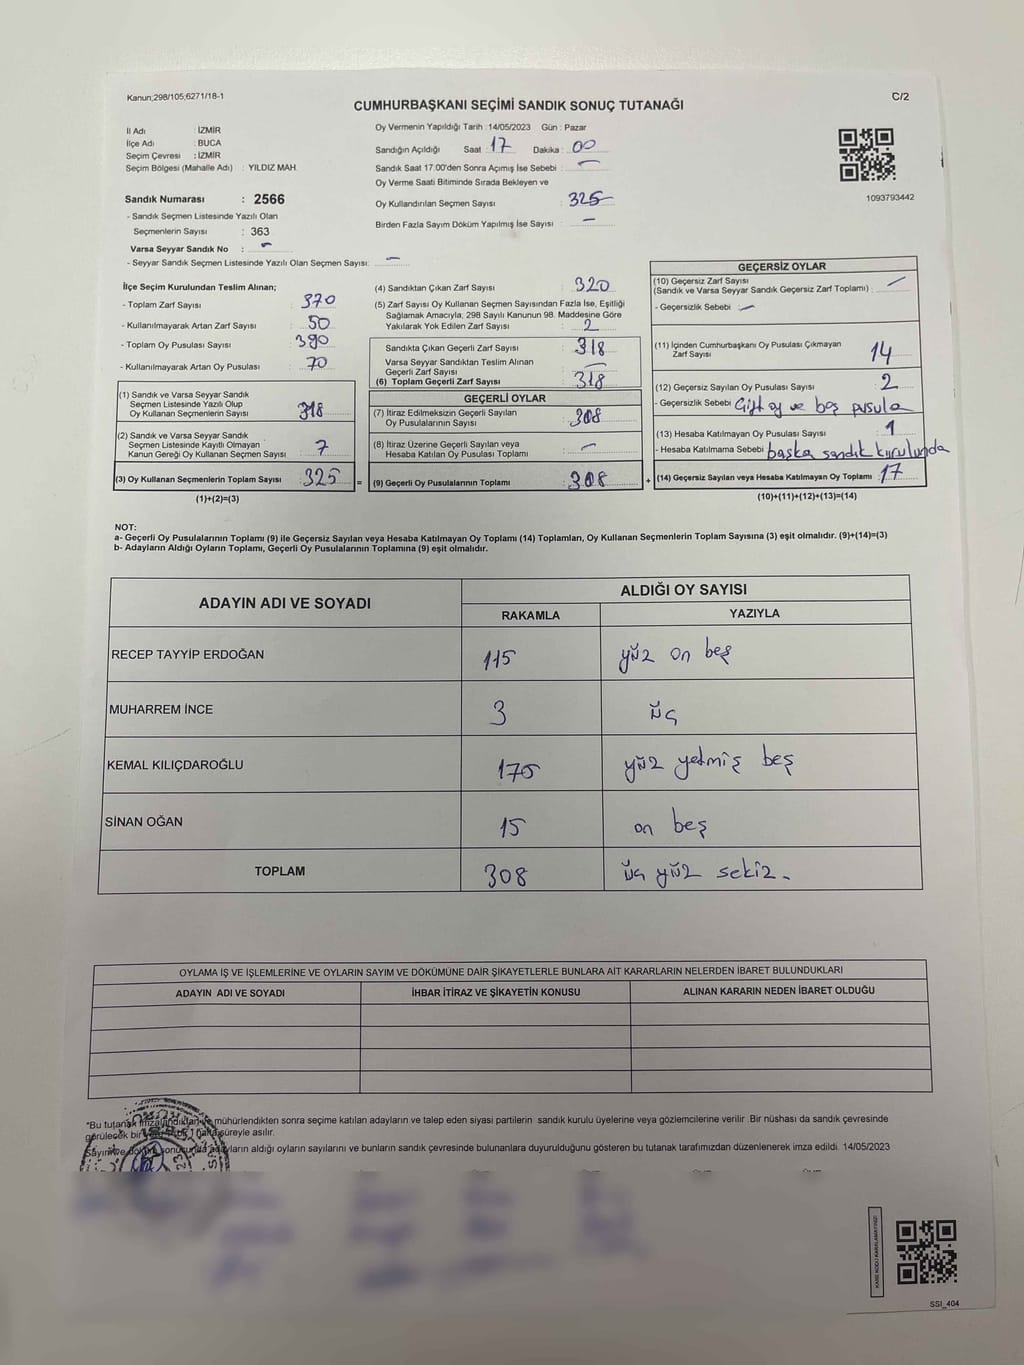 Kanun;298/105;6271/18-1
C/2
CUMHURBAŞKANI SEÇİMİ SANDIK SONUÇ TUTANAĞI
İl Adı : İZMİR
İlçe Adı : BUCA
Seçim Çevresi : İZMİR
Seçim Bölgesi (Mahalle Adı) : YILDIZ MAH.
Sandık Numarası : 2566
- Sandık Seçmen Listesinde Yazılı Olan
Seçmenlerin Sayısı : 363
Varsa Seyyar Sandık No : -
- Seyyar Sandık Seçmen Listesinde Yazılı Olan Seçmen Sayısı: -
Oy Vermenin Yapıldığı Tarih :14/05/2023 Gün : Pazar
Sandığın Açıldığı Saat : 17 Dakika : 00
Sandık Saat 17:00'den Sonra Açımış İse Sebebi : -
Oy Verme Saati Bitiminde Sırada Bekleyen ve
Oy Kullandırılan Seçmen Sayısı : 325
Birden Fazla Sayım Döküm Yapılmış İse Sayısı : -
1093793442
İlçe Seçim Kurulundan Teslim Alınan;
- Toplam Zarf Sayısı : 370
- Kullanılmayarak Artan Zarf Sayısı : 50
- Toplam Oy Pusulası Sayısı : 390
- Kullanılmayarak Artan Oy Pusulası : 70
(1) Sandık ve Varsa Seyyar Sandık
Seçmen Listesinde Yazılı Olup
Oy Kullanan Seçmenlerin Sayısı : 318
(2) Sandık ve Varsa Seyyar Sandık
Seçmen Listesinde Kayıtlı Olmayan
Kanun Gereği Oy Kullanan Seçmen Sayısı : 7
(3) Oy Kullanan Seçmenlerin Toplam Sayısı : 325
(1)+(2)=(3)
(4) Sandıktan Çıkan Zarf Sayısı : 320
(5) Zarf Sayısı Oy Kullanan Seçmen Sayısından Fazla İse, Eşitliği
Sağlamak Amacıyla; 298 Sayılı Kanunun 98. Maddesine Göre
Yakılarak Yok Edilen Zarf Sayısı : 2
Sandıkta Çıkan Geçerli Zarf Sayısı : 318
Varsa Seyyar Sandıktan Teslim Alınan
Geçerli Zarf Sayısı : -
(6) Toplam Geçerli Zarf Sayısı : 318
GEÇERLİ OYLAR
(7) İtiraz Edilmeksizin Geçerli Sayılan
Oy Pusulalarının Sayısı : 308
(8) İtiraz Üzerine Geçerli Sayılan veya
Hesaba Katılan Oy Pusulası Toplamı : -
= (9) Geçerli Oy Pusulalarının Toplamı : 308
GEÇERSİZ OYLAR
(10) Geçersiz Zarf Sayısı
(Sandık ve Varsa Seyyar Sandık Geçersiz Zarf Toplamı) : -
- Geçersizlik Sebebi : -
(11) İçinden Cumhurbaşkanı Oy Pusulası Çıkmayan
Zarf Sayısı : 14
(12) Geçersiz Sayılan Oy Pusulası Sayısı : 2
- Geçersizlik Sebebi : Çift oy ve boş pusula
(13) Hesaba Katılmayan Oy Pusulası Sayısı : 1
- Hesaba Katılmama Sebebi : başka sandık kurulunda
+ (14) Geçersiz Sayılan veya Hesaba Katılmayan Oy Toplamı : 17
(10)+(11)+(12)+(13)=(14)
NOT:
a- Geçerli Oy Pusulalarının Toplamı (9) ile Geçersiz Sayılan veya Hesaba Katılmayan Oy Toplamı (14) Toplamları, Oy Kullanan Seçmenlerin Toplam Sayısına (3) eşit olmalıdır. (9)+(14)=(3)
b- Adayların Aldığı Oyların Toplamı, Geçerli Oy Pusulalarının Toplamına (9) eşit olmalıdır.
ADAYIN ADI VE SOYADI
ALDIĞI OY SAYISI
RAKAMLA YAZIYLA
RECEP TAYYİP ERDOĞAN 115 yüz on beş
MUHARREM İNCE 3 üç
KEMAL KILIÇDAROĞLU 175 yüz yetmiş beş
SİNAN OĞAN 15 on beş
TOPLAM 308 üç yüz sekiz.
OYLAMA İŞ VE İŞLEMLERİNE VE OYLARIN SAYIM VE DÖKÜMÜNE DAİR ŞİKAYETLERLE BUNLARA AİT KARARLARIN NELERDEN İBARET BULUNDUKLARI
ADAYIN ADI VE SOYADI İHBAR İTİRAZ VE ŞİKAYETİN KONUSU ALINAN KARARIN NEDEN İBARET OLDUĞU
*Bu tutanak imzalandıktan ve mühürlendikten sonra seçime katılan adayların ve talep eden siyasi partilerin sandık kurulu üyelerine veya gözlemcilerine verilir. Bir nüshası da sandık çevresinde
görülecek bir süreyle asılır.
Sayım ve döküm sonucunda adayların aldığı oyların sayılarını ve bunların sandık çevresinde bulunanlara duyurulduğunu gösteren bu tutanak tarafımızdan düzenlenerek imza edildi. 14/05/2023
SSI_404